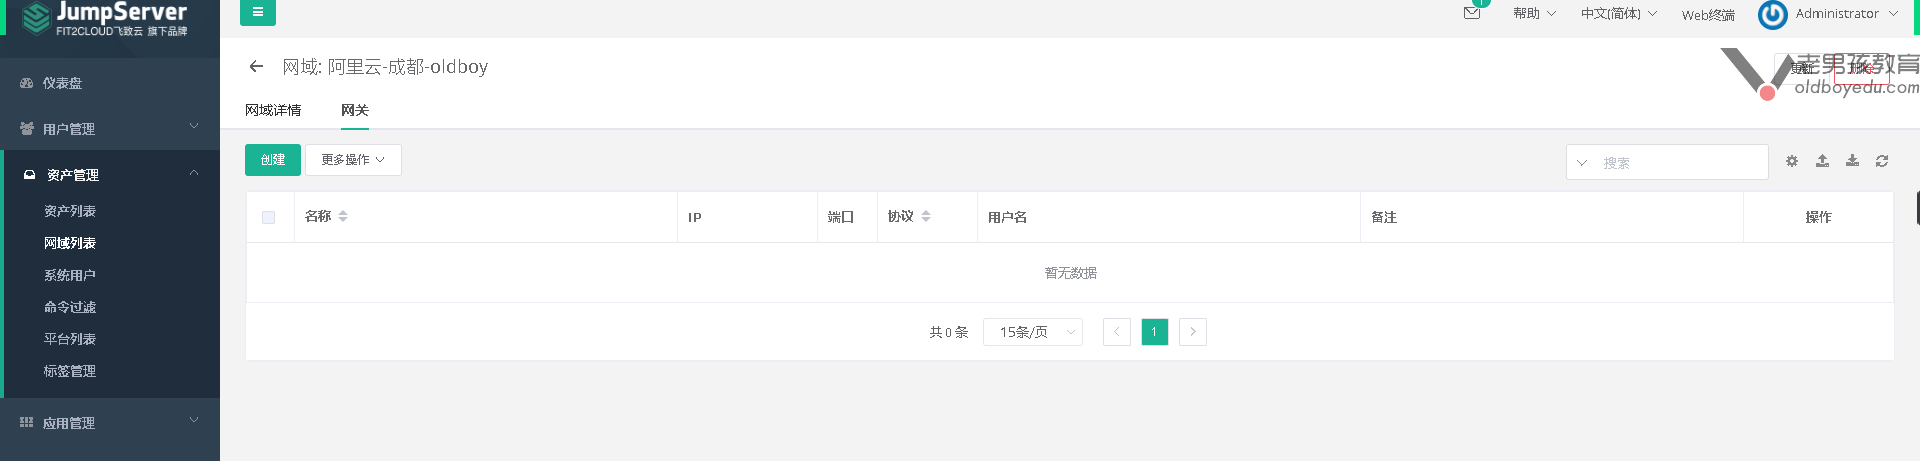 JumpServer
FIT2CLOUD飞致云 旗下品牌
1
帮助
中文(简体)
Web终端
Administrator
仪表盘
用户管理
资产管理
资产列表
网域列表
系统用户
命令过滤
平台列表
标签管理
应用管理
网域: 阿里云-成都-oldboy
更新
删除
老男孩教育
oldboyedu.com
网域详情
网关
创建
更多操作
搜索
名称
IP
端口
协议
用户名
备注
操作
暂无数据
共 0 条
15条/页
1